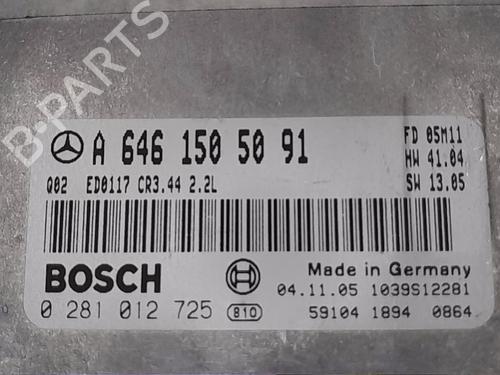 B-PARTS
A 646 150 50 91
FD 05M11
HW 41.04
Q02 ED0117 CR3.44 2.2L
SW 13.05
BOSCH
Made in Germany
04.11.05 1039S12281
0 281 012 725 810
59104 1894 0864